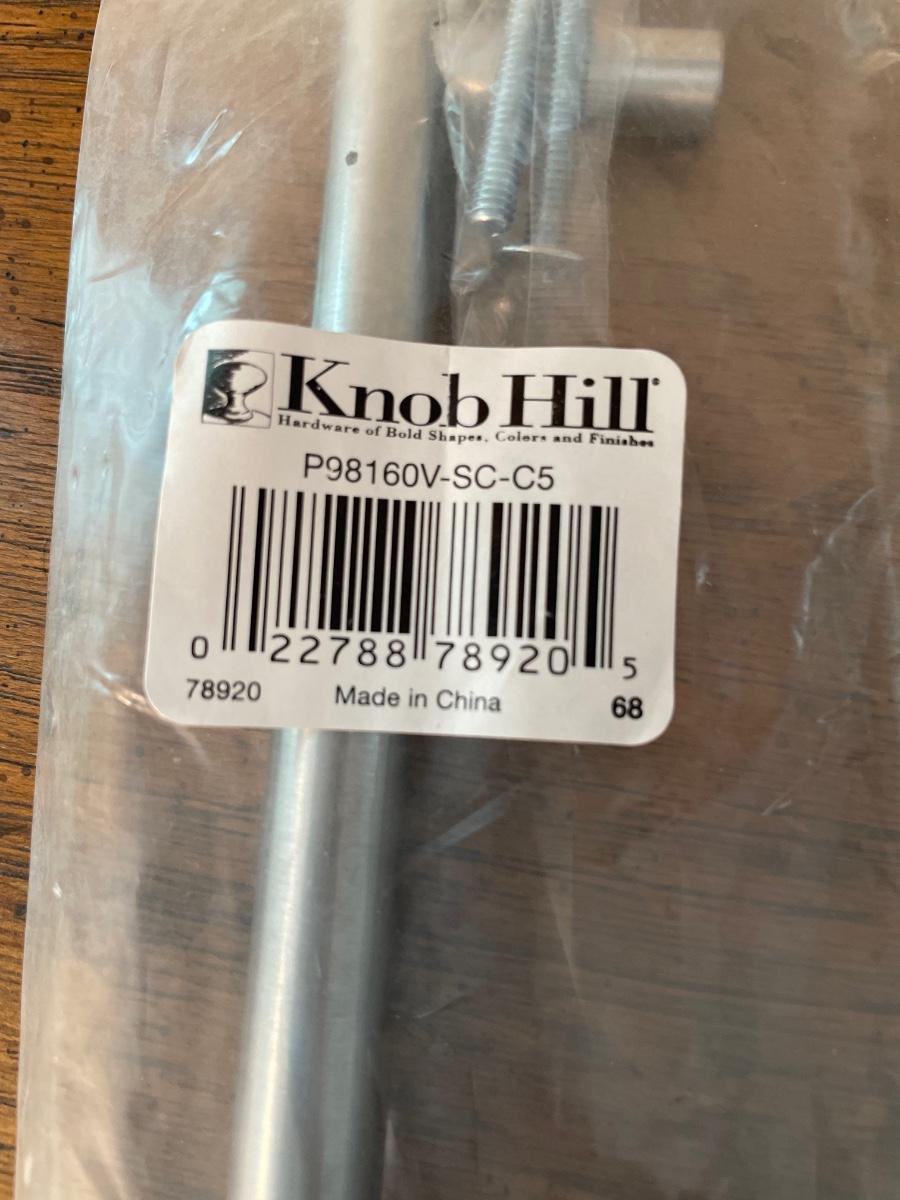 Knob Hill
Hardware of Bold Shapes, Colors and Finishes
P98160V-SC-C5
0 22788 78920 5
78920 Made in China 68